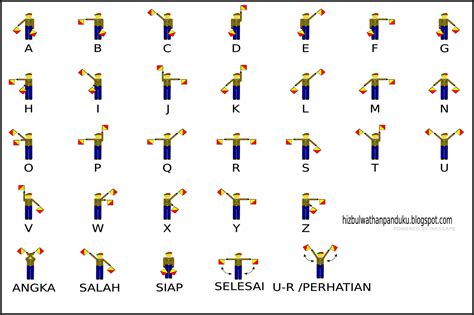 A B C D E F G
H I J K L M N
O P Q R S T U
V W X Y Z hizbulwathanpanduku.blogspot.com
POWERED BY INKSCAPE
ANGKA SALAH SIAP SELESAI U-R /PERHATIAN